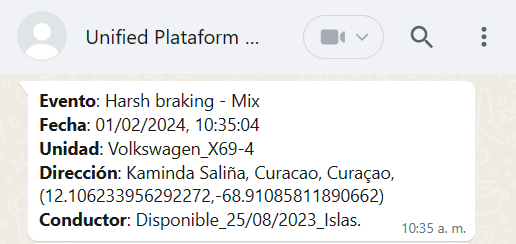 Unified Plataform ...
Evento: Harsh braking - Mix
Fecha: 01/02/2024, 10:35:04
Unidad: Volkswagen_X69-4
Dirección: Kaminda Saliña, Curacao, Curaçao,
(12.106233956292272,-68.91085811890662)
Conductor: Disponible_25/08/2023_Islas.
10:35 a. m.